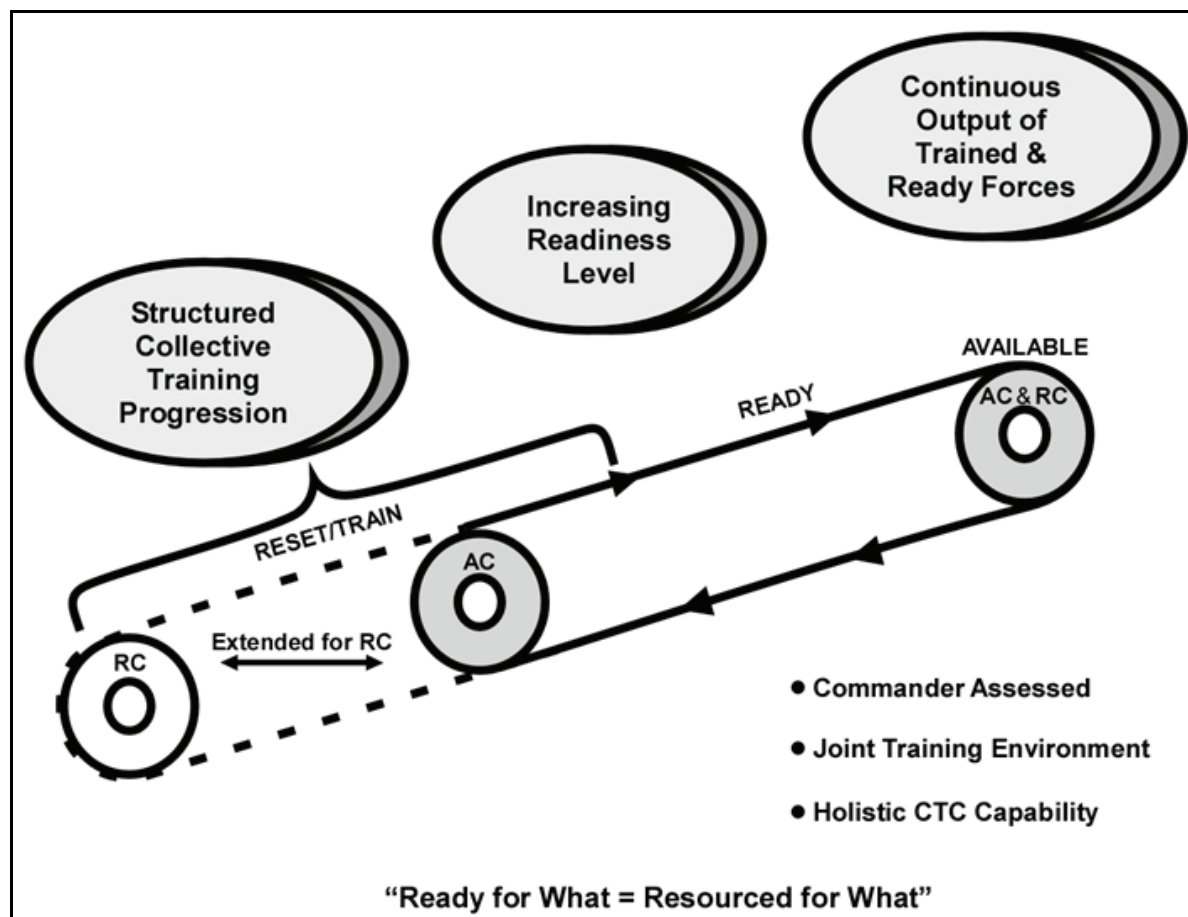 Continuous
Output of
Trained &
Ready Forces
Increasing
Readiness
Level
Structured
Collective
Training
Progression
AVAILABLE
AC & RC
READY
RESET/TRAIN
AC
Extended for RC
RC
● Commander Assessed
● Joint Training Environment
● Holistic CTC Capability
“Ready for What = Resourced for What”